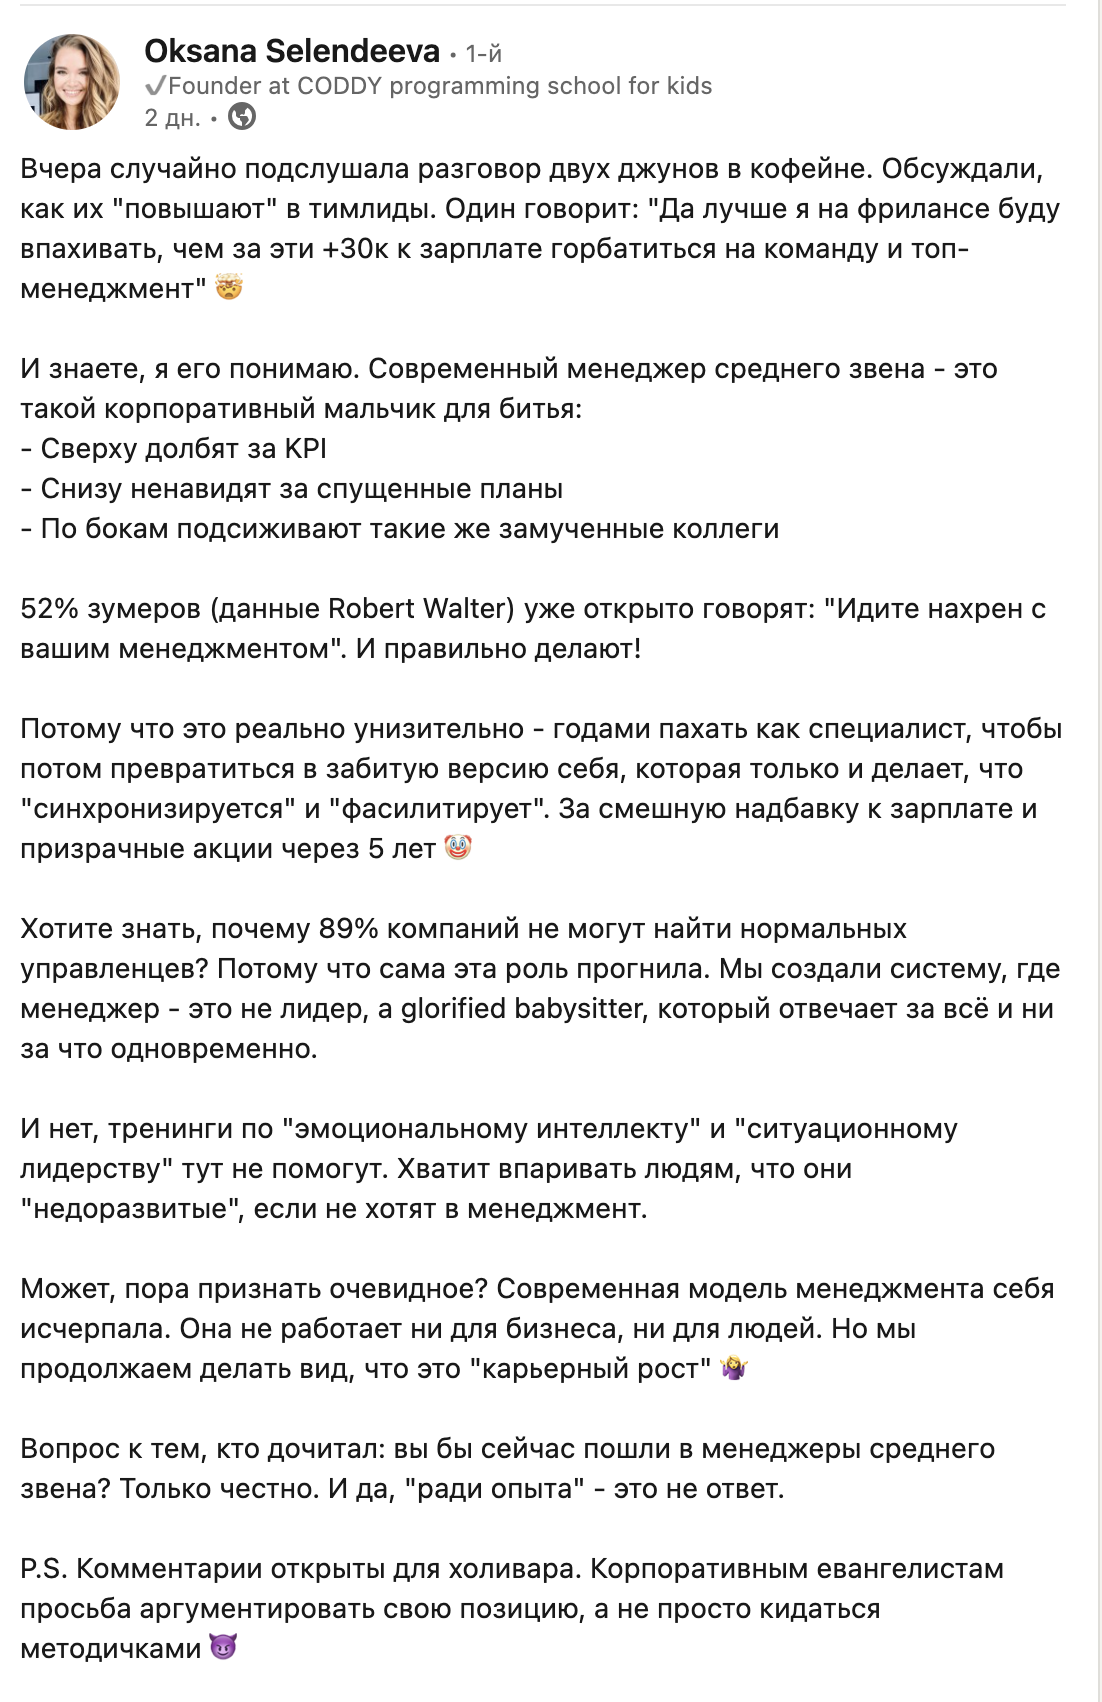 Oksana Selendeeva • 1-й
✓Founder at CODDY programming school for kids
2 дн. •
Вчера случайно подслушала разговор двух джунов в кофейне. Обсуждали,
как их "повышают" в тимлиды. Один говорит: "Да лучше я на фрилансе буду
впахивать, чем за эти +30к к зарплате горбатиться на команду и топ-
менеджмент" 🤯
И знаете, я его понимаю. Современный менеджер среднего звена - это
такой корпоративный мальчик для битья:
- Сверху долбят за KPI
- Снизу ненавидят за спущенные планы
- По бокам подсиживают такие же замученные коллеги
52% зумеров (данные Robert Walter) уже открыто говорят: "Идите нахрен с
вашим менеджментом". И правильно делают!
Потому что это реально унизительно - годами пахать как специалист, чтобы
потом превратиться в забитую версию себя, которая только и делает, что
"синхронизируется" и "фасилитирует". За смешную надбавку к зарплате и
призрачные акции через 5 лет 🤡
Хотите знать, почему 89% компаний не могут найти нормальных
управленцев? Потому что сама эта роль прогнила. Мы создали систему, где
менеджер - это не лидер, а glorified babysitter, который отвечает за всё и ни
за что одновременно.
И нет, тренинги по "эмоциональному интеллекту" и "ситуационному
лидерству" тут не помогут. Хватит впаривать людям, что они
"недоразвитые", если не хотят в менеджмент.
Может, пора признать очевидное? Современная модель менеджмента себя
исчерпала. Она не работает ни для бизнеса, ни для людей. Но мы
продолжаем делать вид, что это "карьерный рост" 🤷‍♀️
Вопрос к тем, кто дочитал: вы бы сейчас пошли в менеджеры среднего
звена? Только честно. И да, "ради опыта" - это не ответ.
P.S. Комментарии открыты для холивара. Корпоративным евангелистам
просьба аргументировать свою позицию, а не просто кидаться
методичками 😈